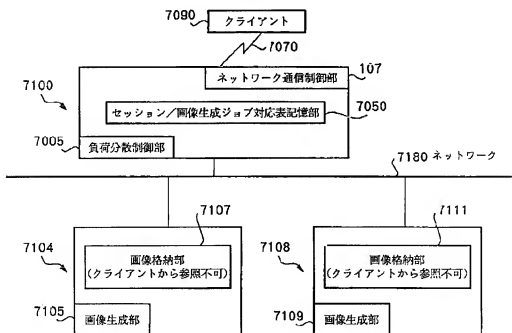 7090
クライアント
7070
ネットワーク通信制御部
107
7100
セッション／画像生成ジョブ対応表記憶部
7050
7005
負荷分散制御部
7180 ネットワーク
7107
7104
画像格納部
(クライアントから参照不可)
7105
画像生成部
7111
7108
画像格納部
(クライアントから参照不可)
7109
画像生成部